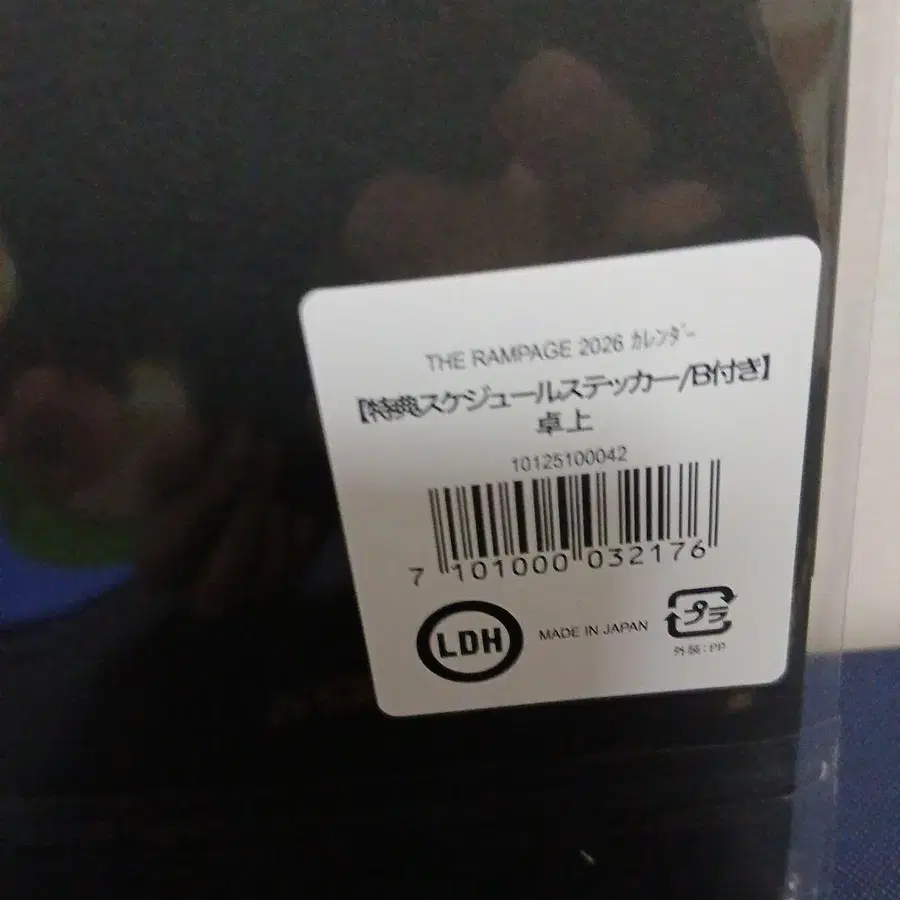 THE RAMPAGE 2026 ｶﾚﾝﾀﾞｰ
【特典スケジュールステッカー/B付き】
卓上
10125100042
7 101000 032176
LDH
MADE IN JAPAN
プラ
外装:PP